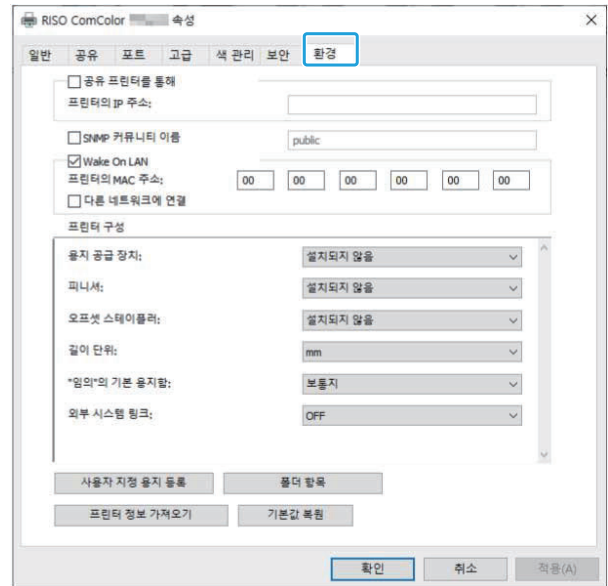 RISO ComColor 속성
일반 공유 포트 고급 색 관리 보안 환경
공유 프린터를 통해
프린터의 IP 주소:
SNMP 커뮤니티 이름 public
Wake On LAN
프린터의 MAC 주소: 00 00 00 00 00 00
다른 네트워크에 연결
프린터 구성
용지 공급 장치: 설치되지 않음
피니셔: 설치되지 않음
오프셋 스테이플러: 설치되지 않음
길이 단위: mm
"임의"의 기본 용지함: 보통지
외부 시스템 링크: OFF
사용자 지정 용지 등록 폴더 항목
프린터 정보 가져오기 기본값 복원
확인 취소 적용(A)